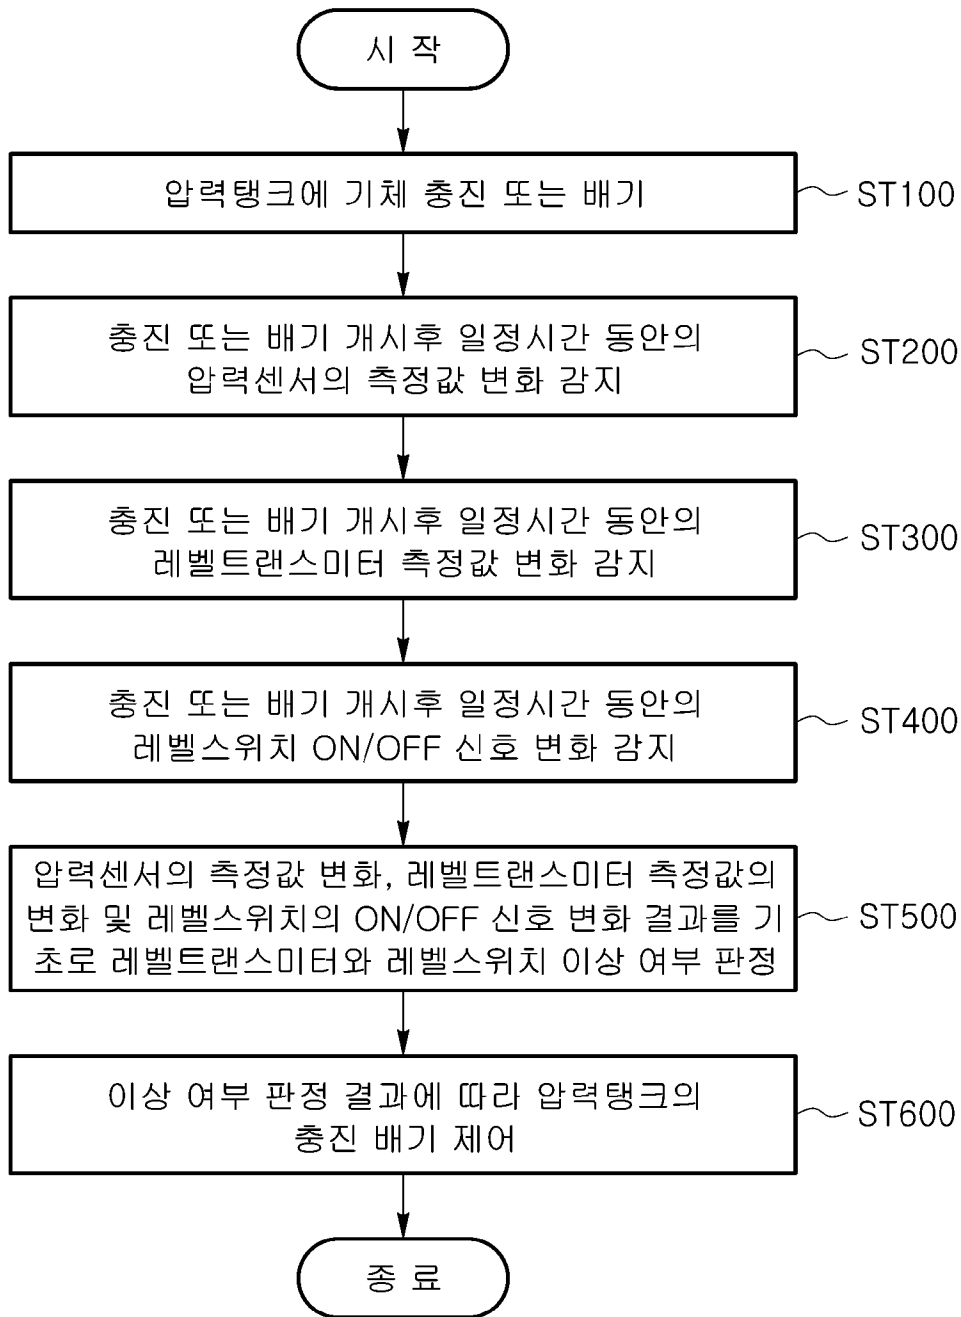 시 작
압력탱크에 기체 충진 또는 배기
ST100
충진 또는 배기 개시후 일정시간 동안의
압력센서의 측정값 변화 감지
ST200
충진 또는 배기 개시후 일정시간 동안의
레벨트랜스미터 측정값 변화 감지
ST300
충진 또는 배기 개시후 일정시간 동안의
레벨스위치 ON/OFF 신호 변화 감지
ST400
압력센서의 측정값 변화, 레벨트랜스미터 측정값의
변화 및 레벨스위치의 ON/OFF 신호 변화 결과를 기
초로 레벨트랜스미터와 레벨스위치 이상 여부 판정
ST500
이상 여부 판정 결과에 따라 압력탱크의
충진 배기 제어
ST600
종 료